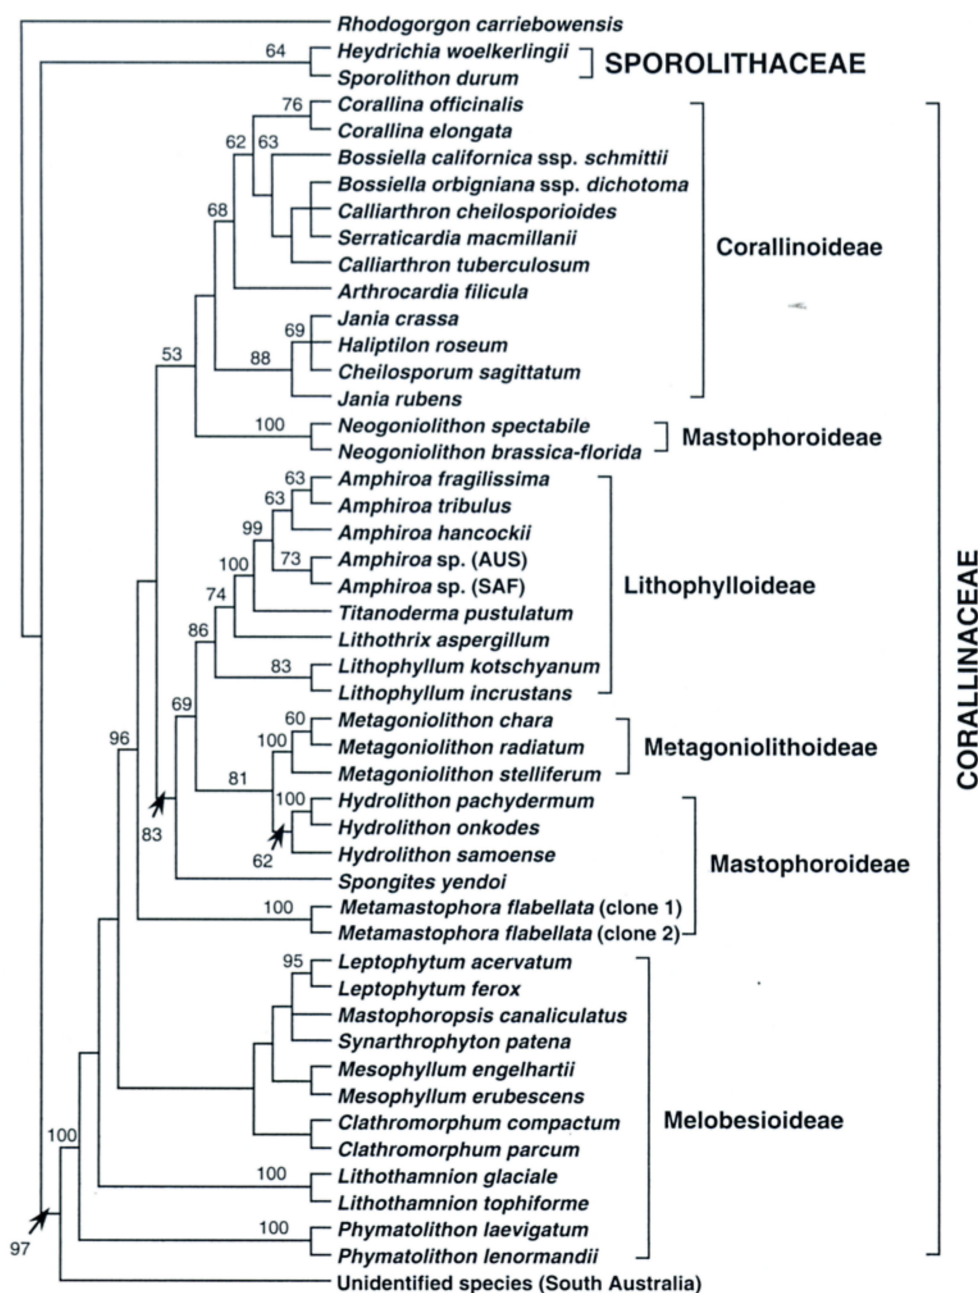 Rhodogorgon carriebowensis
64
Heydrichia woelkerlingii
Sporolithon durum
SPOROLITHACEAE
76
Corallina officinalis
Corallina elongata
62
63
Bossiella californica ssp. schmittii
Bossiella orbigniana ssp. dichotoma
Calliarthron cheilosporioides
68
Serraticardia macmillanii
Calliarthron tuberculosum
Corallinoideae
Arthrocardia filicula
Jania crassa
69
Haliptilon roseum
53
88
Cheilosporum sagittatum
Jania rubens
100
Neogoniolithon spectabile
Neogoniolithon brassica-florida
Mastophoroideae
63
Amphiroa fragilissima
63
Amphiroa tribulus
99
Amphiroa hancockii
73
Amphiroa sp. (AUS)
100
Amphiroa sp. (SAF)
Lithophylloideae
74
Titanoderma pustulatum
86
Lithothrix aspergillum
83
Lithophyllum kotschyanum
Lithophyllum incrustans
69
60
Metagoniolithon chara
96
100
Metagoniolithon radiatum
Metagoniolithoideae
81
Metagoniolithon stelliferum
100
Hydrolithon pachydermum
83
Hydrolithon onkodes
62
Hydrolithon samoense
Mastophoroideae
Spongites yendoi
100
Metamastophora flabellata (clone 1)
Metamastophora flabellata (clone 2)
95
Leptophytum acervatum
Leptophytum ferox
Mastophoropsis canaliculatus
Synarthrophyton patena
Mesophyllum engelhartii
Mesophyllum erubescens
Melobesioideae
100
Clathromorphum compactum
Clathromorphum parcum
100
Lithothamnion glaciale
Lithothamnion tophiforme
100
Phymatolithon laevigatum
97
Phymatolithon lenormandii
Unidentified species (South Australia)
CORALLINACEAE